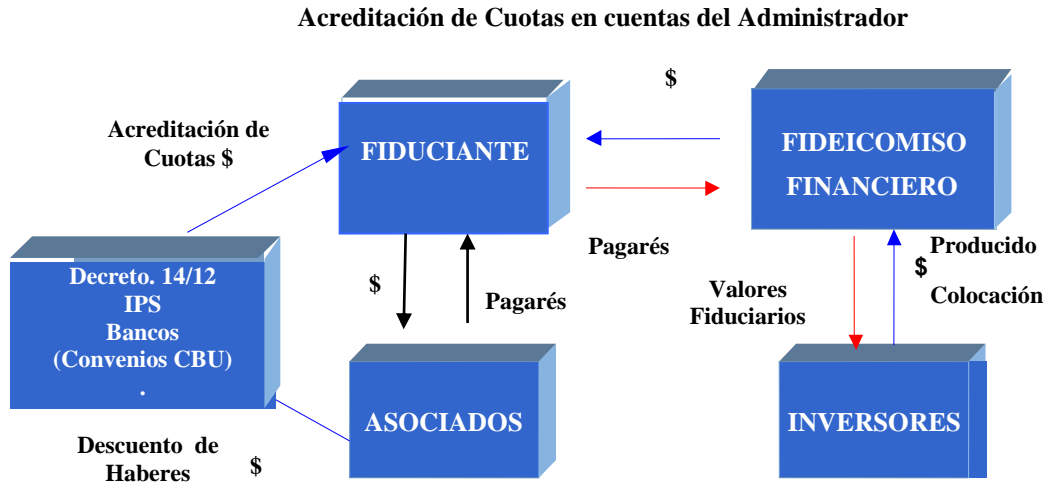 Acreditación de Cuotas en cuentas del Administrador
$
Acreditación de
Cuotas $
FIDUCIANTE
FIDEICOMISO
FINANCIERO
Pagarés
Decreto. 14/12
IPS
Bancos
(Convenios CBU)
.
$
Pagarés
Valores
Fiduciarios
Producido
$
Colocación
ASOCIADOS
INVERSORES
Descuento de
Haberes
$